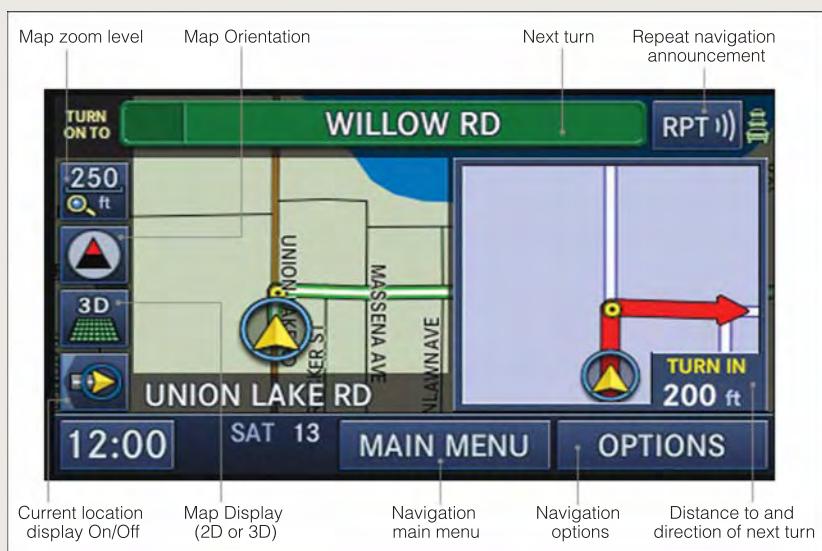 Map zoom level
Map Orientation
Next turn
Repeat navigation
announcement
TURN
ON TO
WILLOW RD
RPT
250
ft
3D
UNION LAKE RD
MASSENA AVE
UNION LAKE RD
TURN IN
200 ft
12:00
SAT 13
MAIN MENU
OPTIONS
Current location
display On/Off
Map Display
(2D or 3D)
Navigation
main menu
Navigation
options
Distance to and
direction of next turn